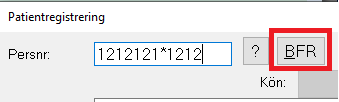 Patientregistrering
Persnr: 1212121*1212 ? BFR
Kön: